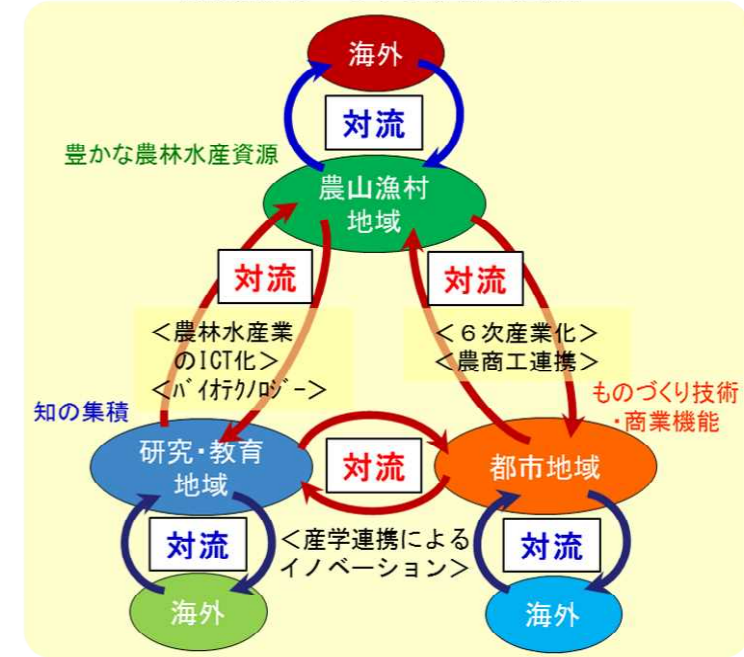 海外
対流
豊かな農林水産資源
農山漁村
地域
対流
対流
＜農林水産業
のICT化＞
＜ﾊﾞｲｵﾃｸﾉﾛｼﾞｰ＞
＜６次産業化＞
＜農商工連携＞
知の集積
ものづくり技術
・商業機能
研究・教育
地域
対流
都市地域
対流
＜産学連携による
イノベーション＞
対流
海外
海外